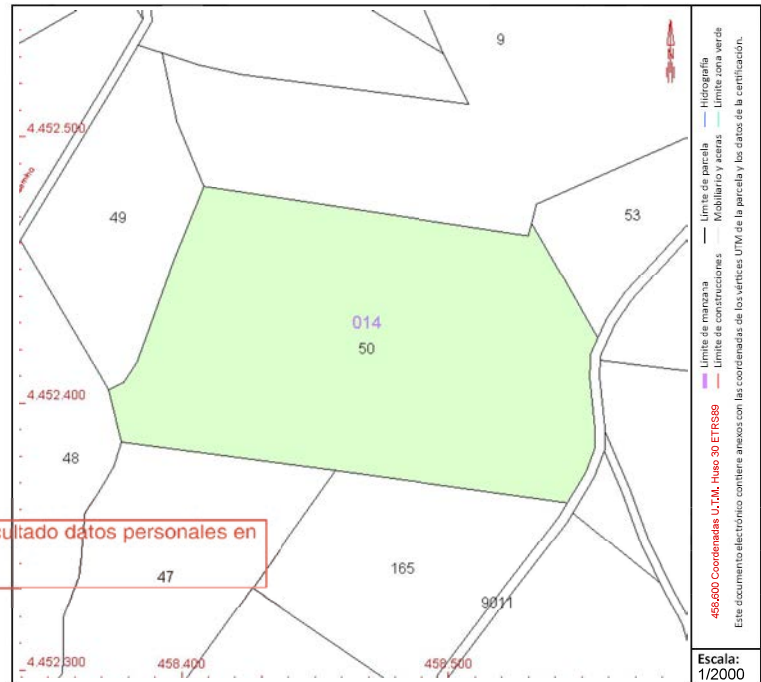 9
N
4.452.500
49
53
014
50
4.452.400
48
cultado datos personales en
47
165
9011
4.452.300
458.400
458.500
Límite de manzana
Límite de parcela
Hidrografía
458,600 Coordenadas U.T.M. Huso 30 ETRS89
Límite de construcciones
Mobiliario y aceras
Límite zona verde
Este documento electrónico contiene anexos con las coordenadas de los vértices UTM de la parcela y los datos de la certificación.
Escala:
1/2000